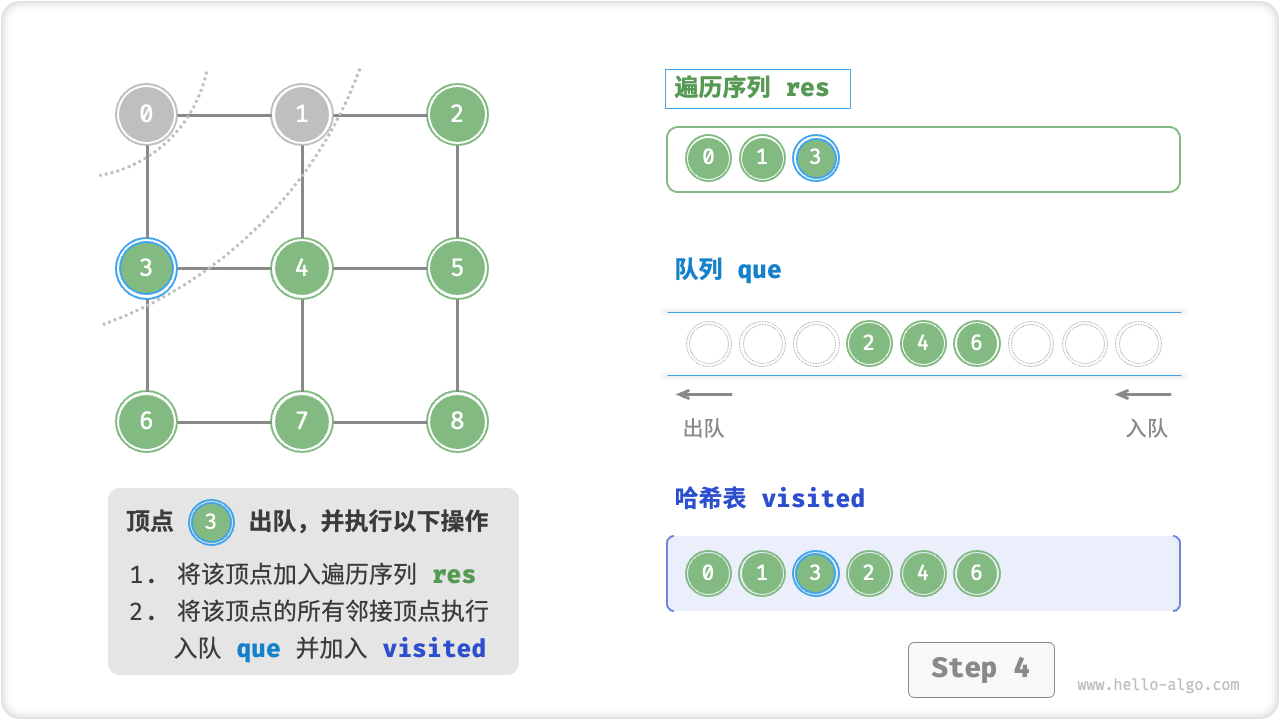 0 1 2
3 4 5
6 7 8
顶点 3 出队，并执行以下操作
1. 将该顶点加入遍历序列 res
2. 将该顶点的所有邻接顶点执行
入队 que 并加入 visited
遍历序列 res
0 1 3
队列 que
2 4 6
出队 入队
哈希表 visited
0 1 3 2 4 6
Step 4
www.hello-algo.com